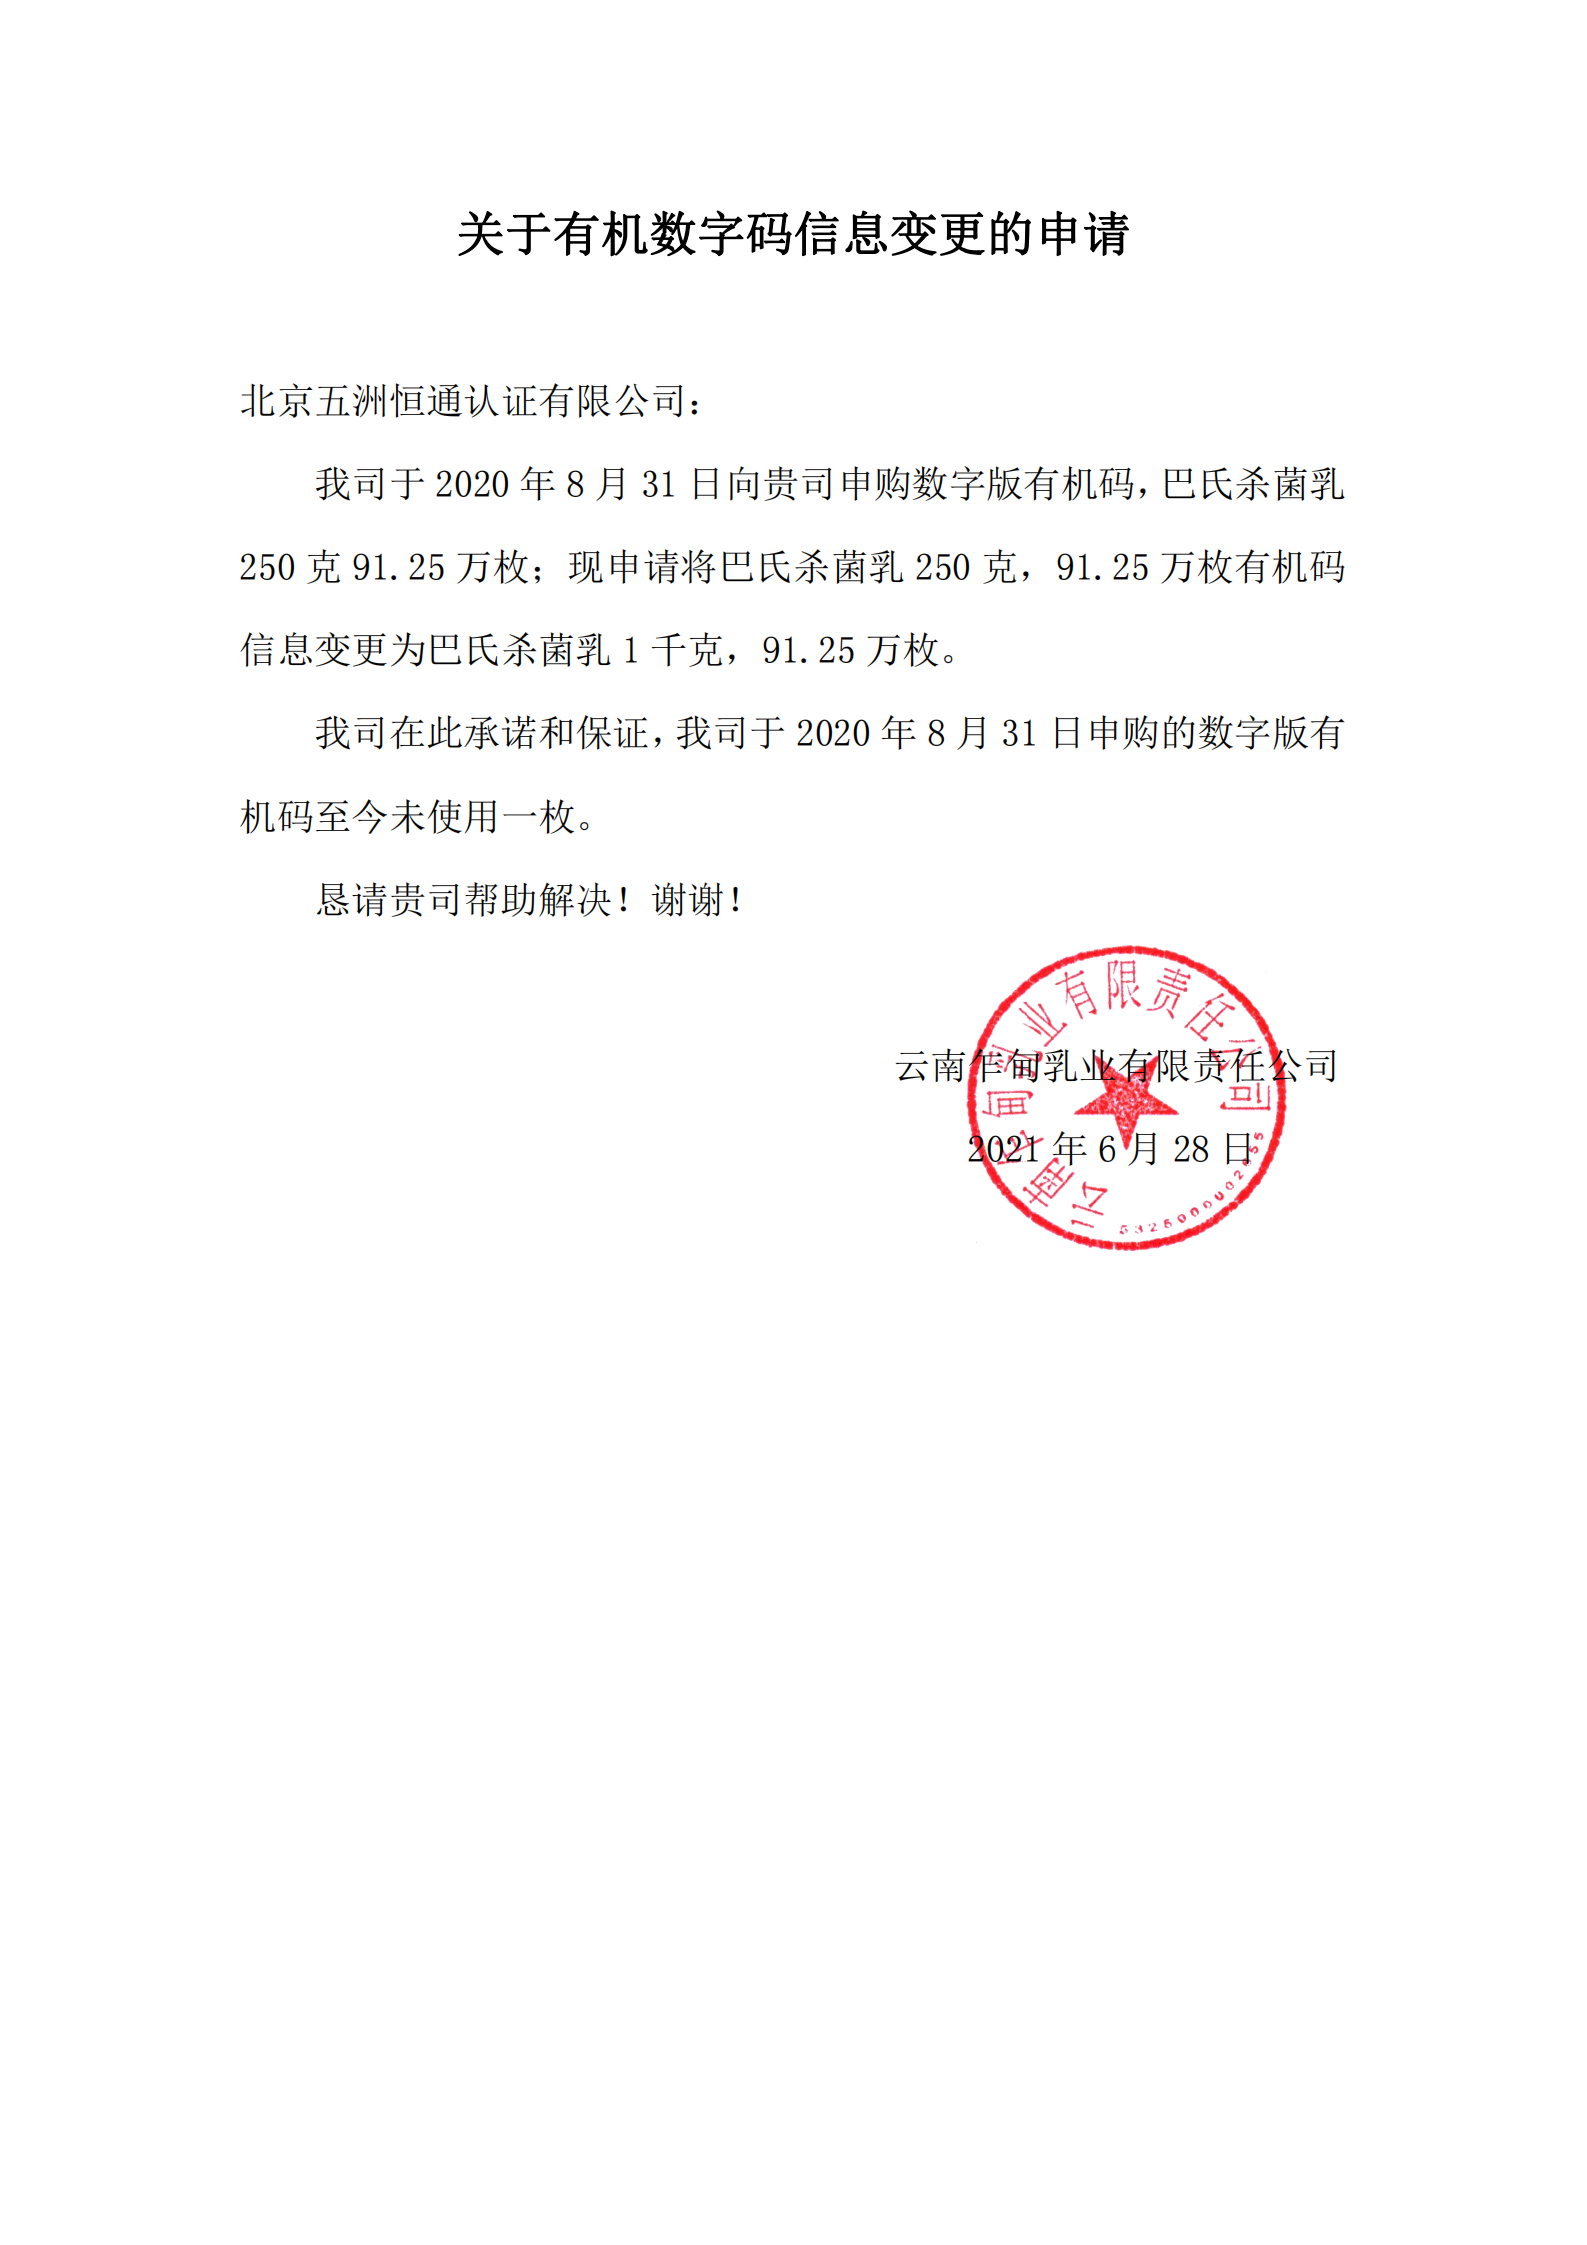 关于有机数字码信息变更的申请
北京五洲恒通认证有限公司：
我司于 2020 年 8 月 31 日向贵司申购数字版有机码，巴氏杀菌乳
250 克 91.25 万枚；现申请将巴氏杀菌乳 250 克，91.25 万枚有机码
信息变更为巴氏杀菌乳 1 千克，91.25 万枚。
我司在此承诺和保证，我司于 2020 年 8 月 31 日申购的数字版有
机码至今未使用一枚。
恳请贵司帮助解决！谢谢！
云南乍甸乳业有限责任公司
2021 年 6 月 28 日
云南乍甸乳业有限责任公司